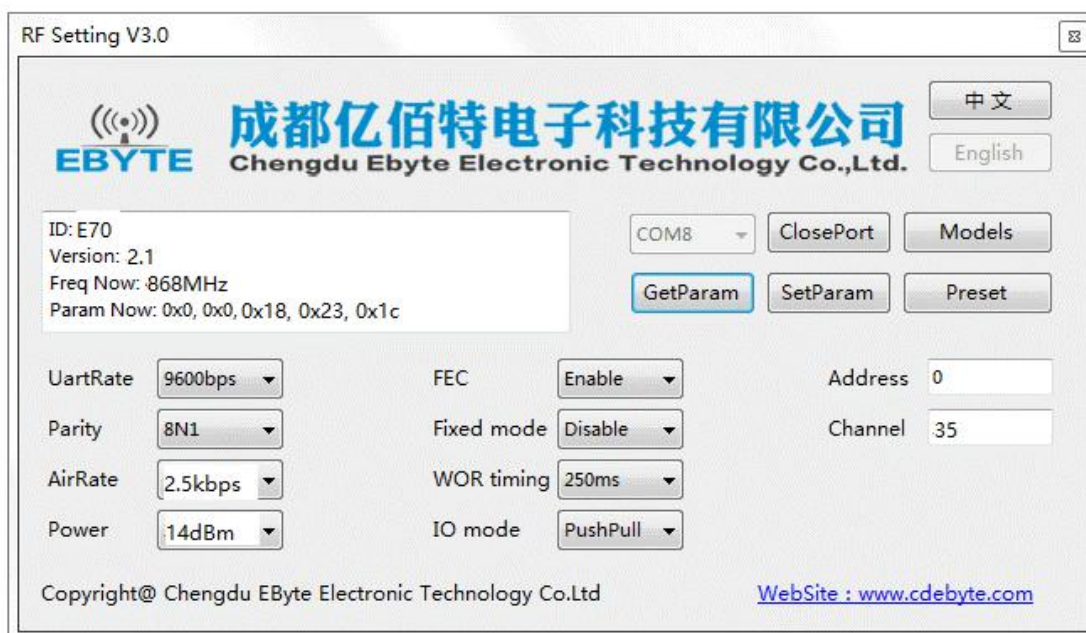 RF Setting V3.0
成都亿佰特电子科技有限公司
EBYTE
Chengdu Ebyte Electronic Technology Co.,Ltd.
中文
English
ID: E70
Version: 2.1
Freq Now: 868MHz
Param Now: 0x0, 0x0, 0x18, 0x23, 0x1c
COM8 ClosePort Models
GetParam SetParam Preset
UartRate 9600bps FEC Enable Address 0
Parity 8N1 Fixed mode Disable Channel 35
AirRate 2.5kbps WOR timing 250ms
Power 14dBm IO mode PushPull
Copyright@ Chengdu EByte Electronic Technology Co.Ltd WebSite : www.cdebyte.com